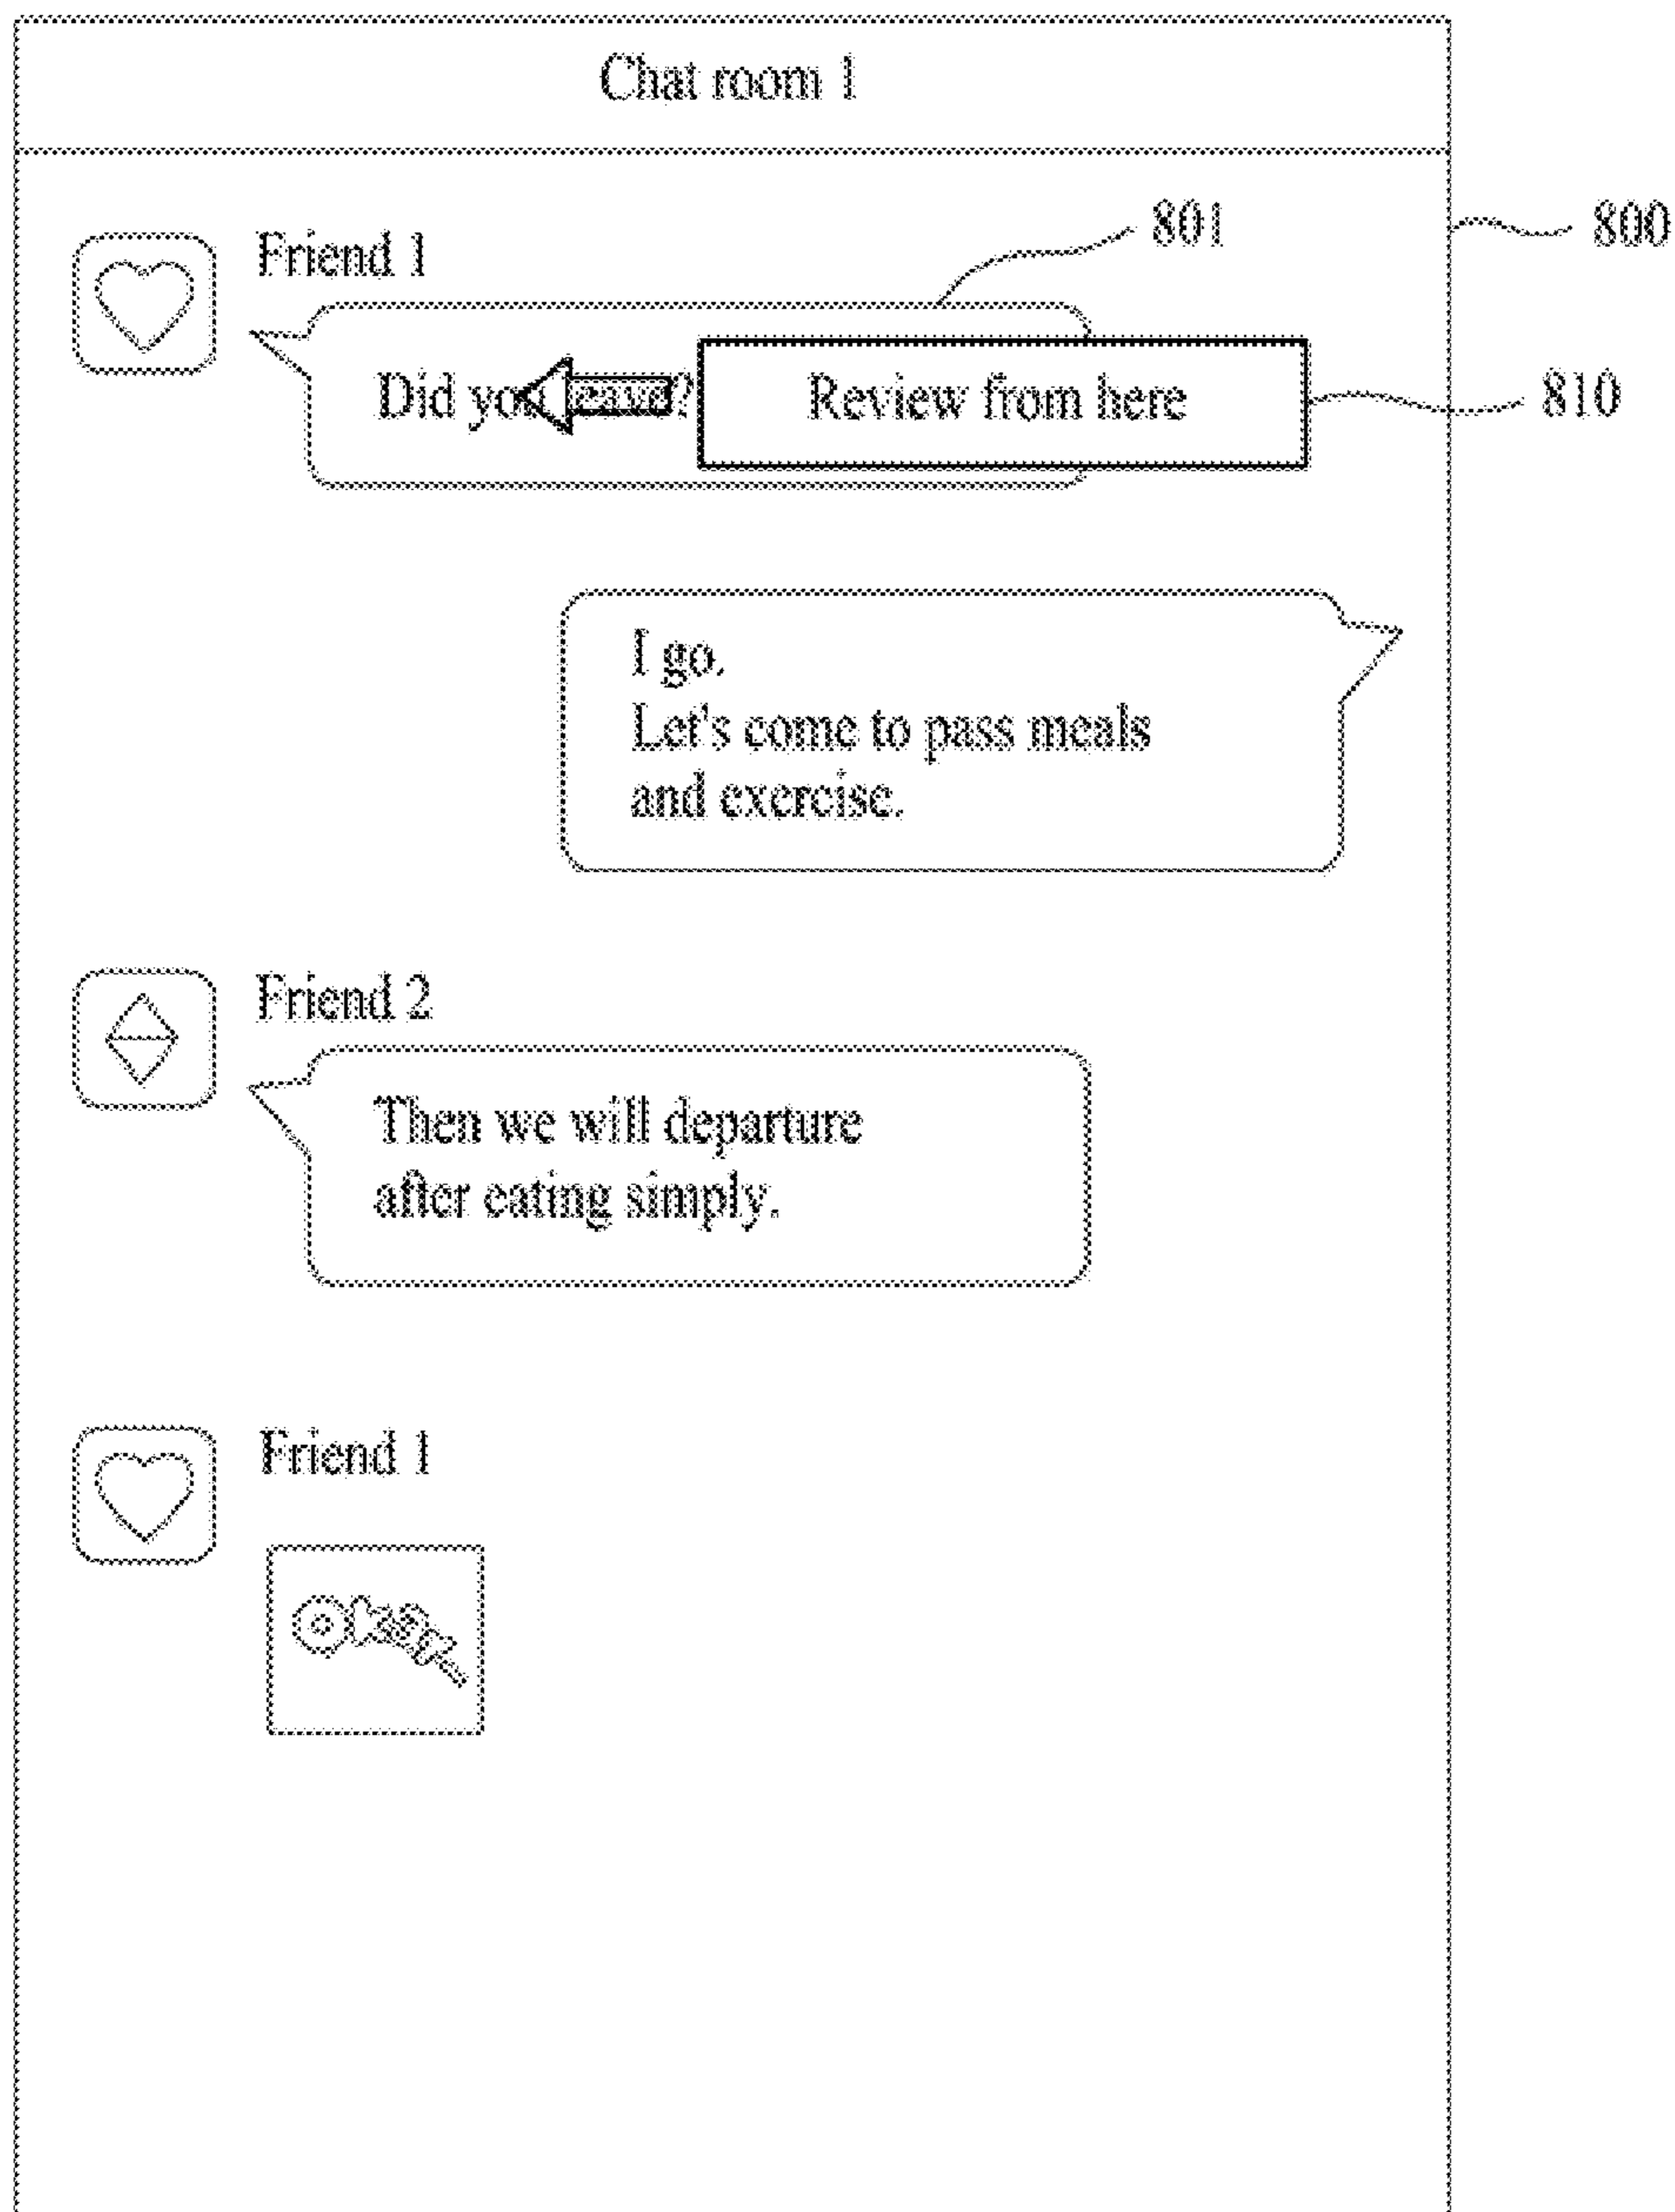 Chat room 1
801
800
Friend 1
Did you leave?
Review from here
810
I go.
Let's come to pass meals
and exercise.
Friend 2
Then we will departure
after eating simply.
Friend 1